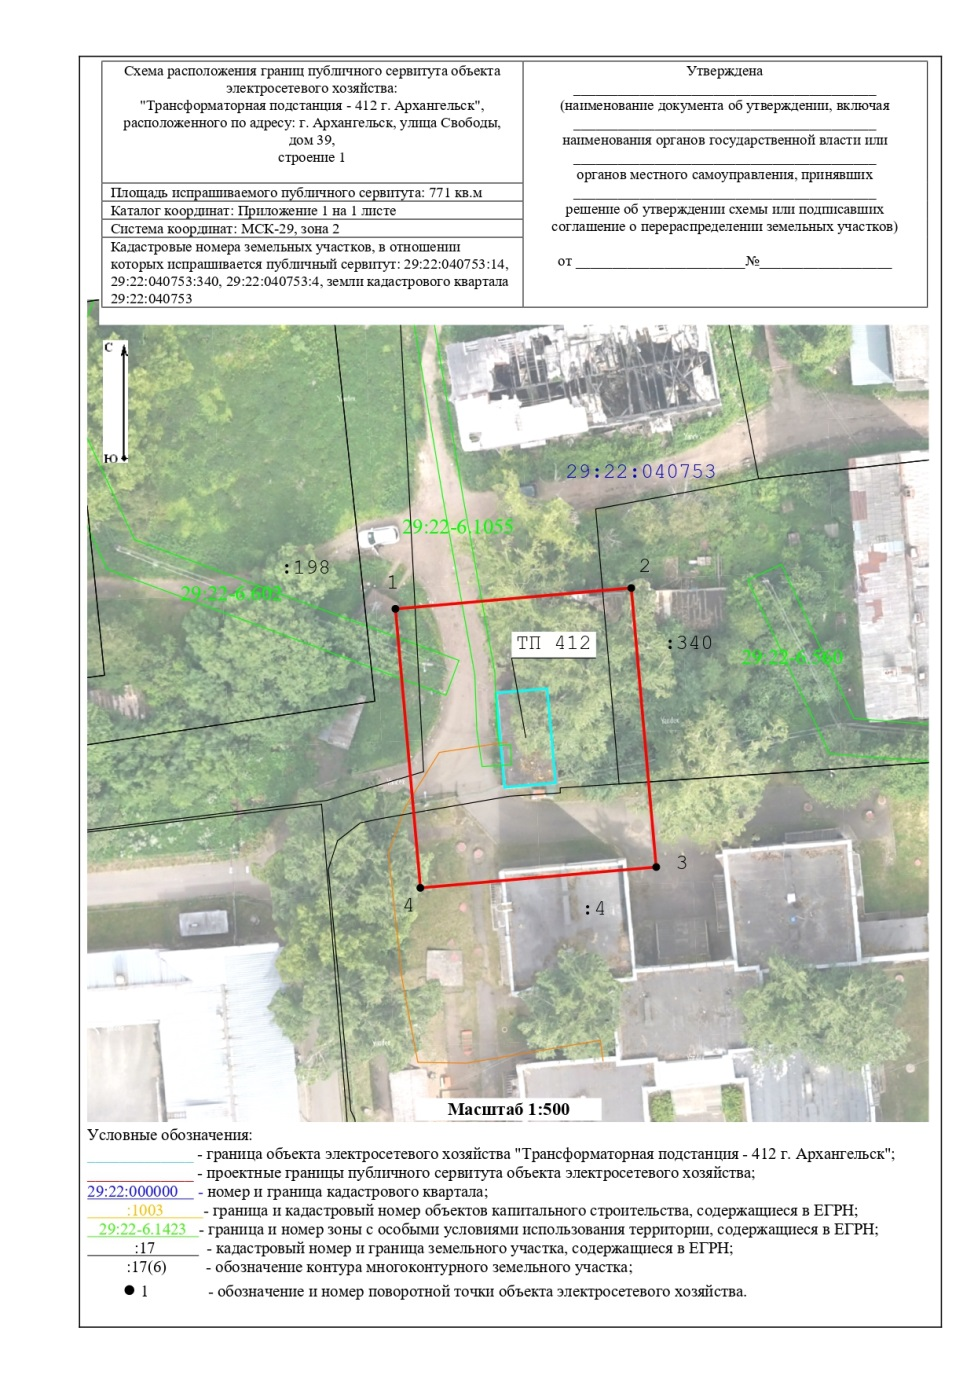 Схема расположения границ публичного сервитута объекта
электросетевого хозяйства:
"Трансформаторная подстанция - 412 г. Архангельск",
расположенного по адресу: г. Архангельск, улица Свободы,
дом 39,
строение 1
Площадь испрашиваемого публичного сервитута: 771 кв.м
Каталог координат: Приложение 1 на 1 листе
Система координат: МСК-29, зона 2
Кадастровые номера земельных участков, в отношении
которых испрашивается публичный сервитут: 29:22:040753:14,
29:22:040753:340, 29:22:040753:4, земли кадастрового квартала
29:22:040753
Утверждена
(наименование документа об утверждении, включая
наименования органов государственной власти или
органов местного самоуправления, принявших
решение об утверждении схемы или подписавших
соглашение о перераспределении земельных участков)
от №
С
Ю
29:22:040753
29:22-6.1055
:198
1
2
ТП 412
:340
3
4
:4
Масштаб 1:500
Условные обозначения:
- граница объекта электросетевого хозяйства "Трансформаторная подстанция - 412 г. Архангельск";
- проектные границы публичного сервитута объекта электросетевого хозяйства;
29:22:000000 - номер и граница кадастрового квартала;
:1003 - граница и кадастровый номер объектов капитального строительства, содержащиеся в ЕГРН;
29:22-6.1423 - граница и номер зоны с особыми условиями использования территории, содержащиеся в ЕГРН;
:17 - кадастровый номер и граница земельного участка, содержащиеся в ЕГРН;
:17(6) - обозначение контура многоконтурного земельного участка;
1 - обозначение и номер поворотной точки объекта электросетевого хозяйства.